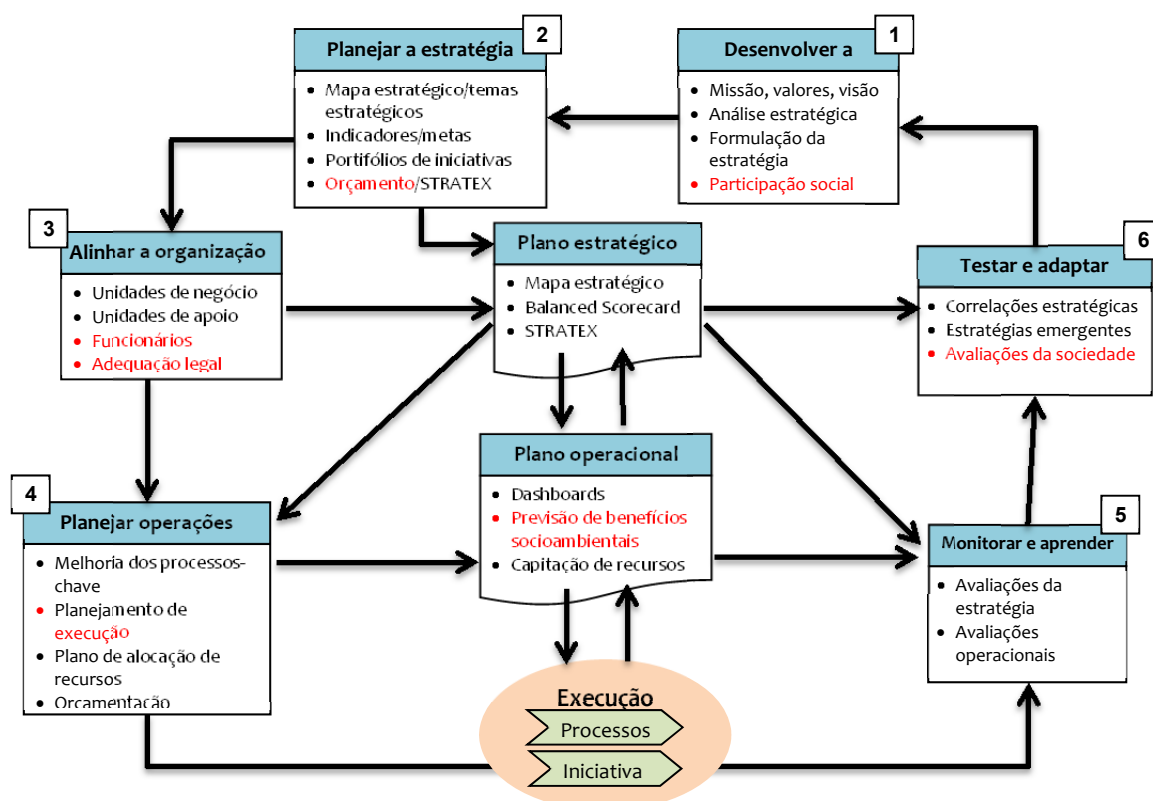 1
Desenvolver a
• Missão, valores, visão
• Análise estratégica
• Formulação da
estratégia
• Participação social
2
Planejar a estratégia
• Mapa estratégico/temas
estratégicos
• Indicadores/metas
• Portifólios de iniciativas
• Orçamento/STRATEX
3
Alinhar a organização
• Unidades de negócio
• Unidades de apoio
• Funcionários
• Adequação legal
Plano estratégico
• Mapa estratégico
• Balanced Scorecard
• STRATEX
6
Testar e adaptar
• Correlações estratégicas
• Estratégias emergentes
• Avaliações da sociedade
4
Planejar operações
• Melhoria dos processos-
chave
• Planejamento de
execução
• Plano de alocação de
recursos
• Orcamentação
Plano operacional
• Dashboards
• Previsão de benefícios
socioambientais
• Capitação de recursos
5
Monitorar e aprender
• Avaliações da
estratégia
• Avaliações
operacionais
Execução
Processos
Iniciativa